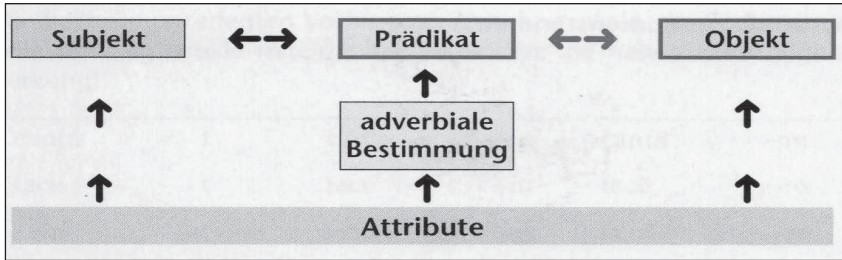 Subjekt
Prädikat
Objekt
adverbiale
Bestimmung
Attribute